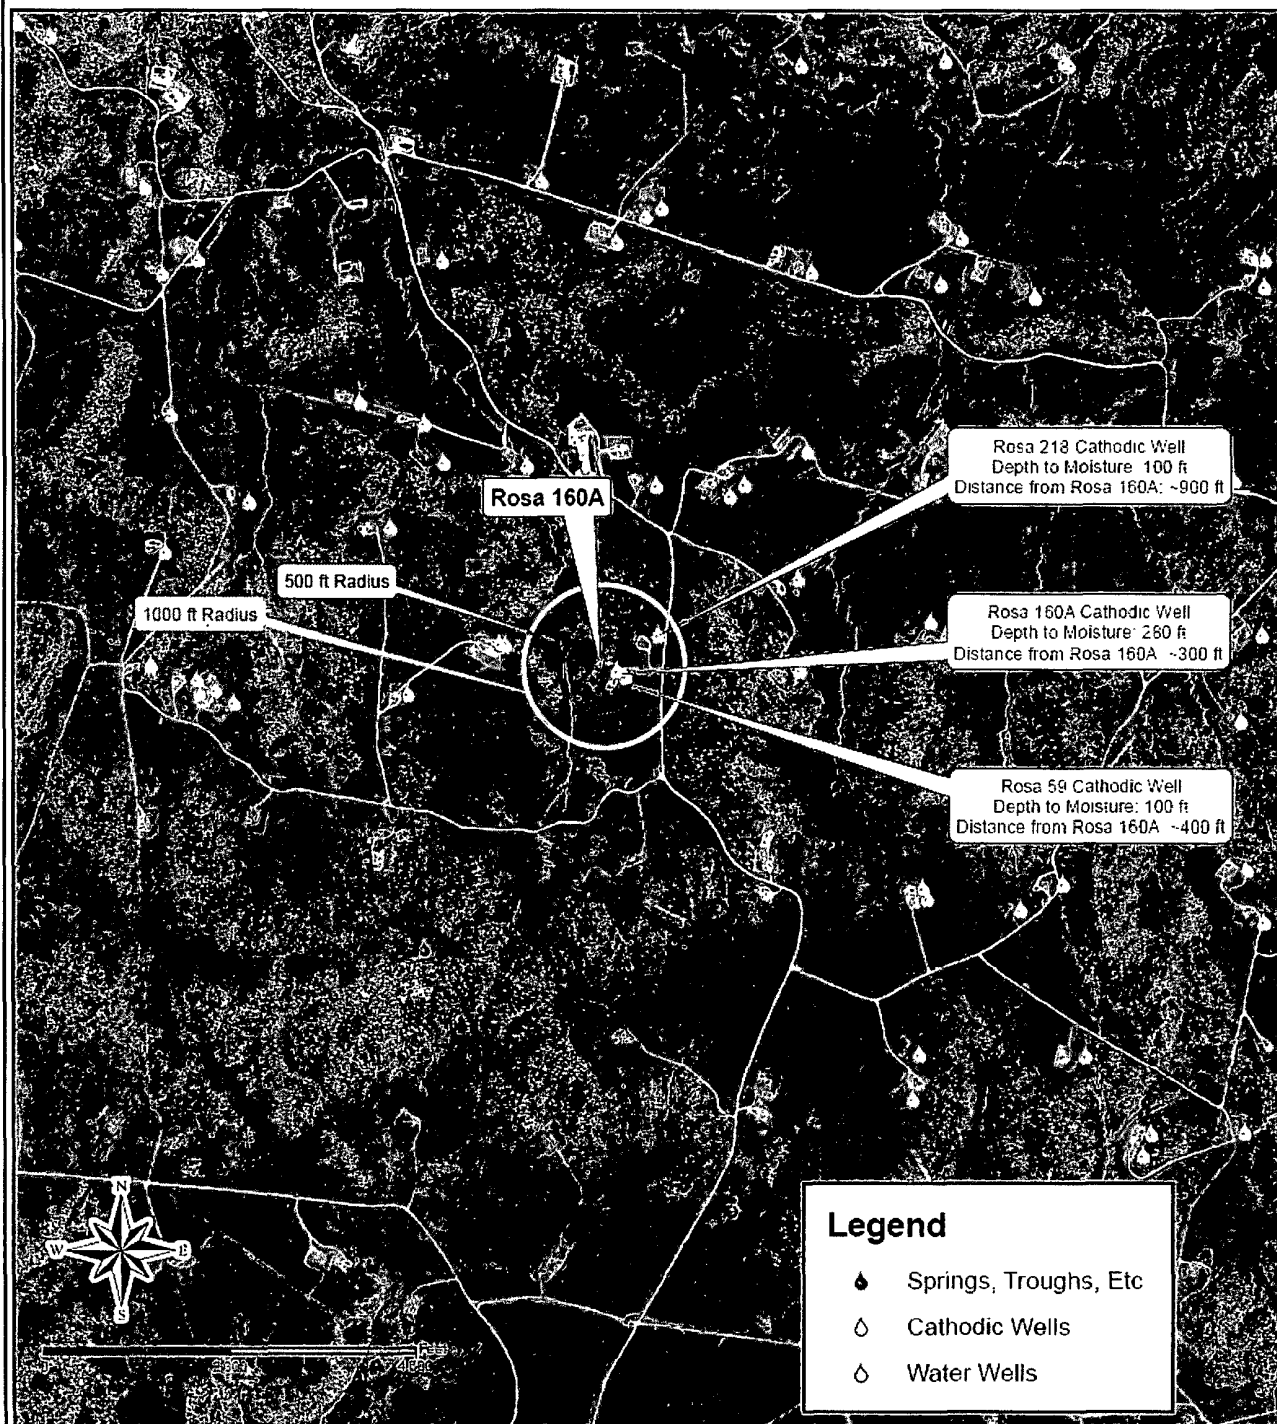 Rosa 218 Cathodic Well
Depth to Moisture 100 ft
Distance from Rosa 160A: ~900 ft
Rosa 160A
500 ft Radius
1000 ft Radius
Rosa 160A Cathodic Well
Depth to Moisture: 280 ft
Distance from Rosa 160A ~300 ft
Rosa 59 Cathodic Well
Depth to Moisture: 100 ft
Distance from Rosa 160A ~400 ft
N
W E
S
Legend
Springs, Troughs, Etc
Cathodic Wells
Water Wells